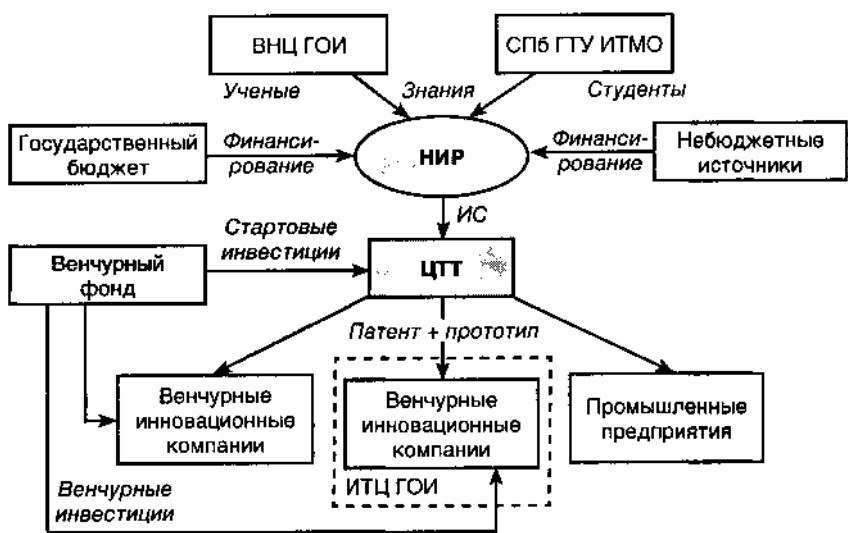 ВНЦ ГОИ
СПб ГТУ ИТМО
Ученые
Знания
Студенты
Государственный
бюджет
Финанси-
рование
НИР
Финанси-
рование
Небюджетные
источники
ИС
Стартовые
инвестиции
Венчурный
фонд
ЦТТ
Патент + прототип
Венчурные
инновационные
компании
Венчурные
инновационные
компании
Промышленные
предприятия
ИТЦ ГОИ
Венчурные
инвестиции